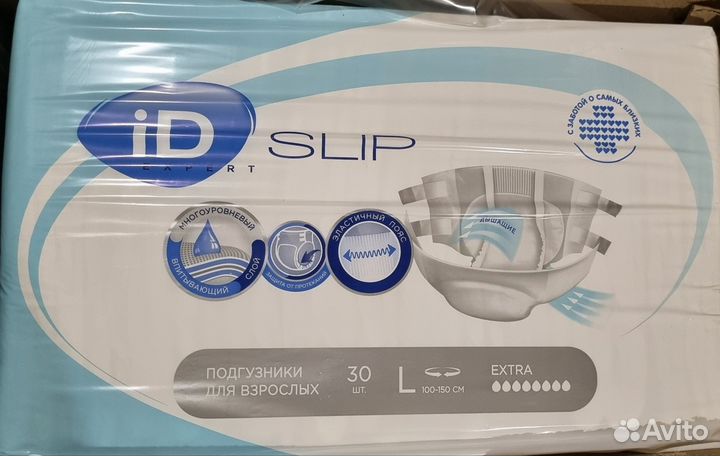 iD
EXPERT
SLIP
С ЗАБОТОЙ О САМЫХ БЛИЗКИХ
МНОГОУРОВНЕВЫЙ
ВПИТЫВАЮЩИЙ СЛОЙ
ЗАЩИТА ОТ ПРОТЕКАНИЙ
ЭЛАСТИЧНЫЙ ПОЯС
ДЫШАЩИЕ
ПОДГУЗНИКИ
ДЛЯ ВЗРОСЛЫХ
30
ШТ.
L
100-150 СМ
EXTRA
Avito